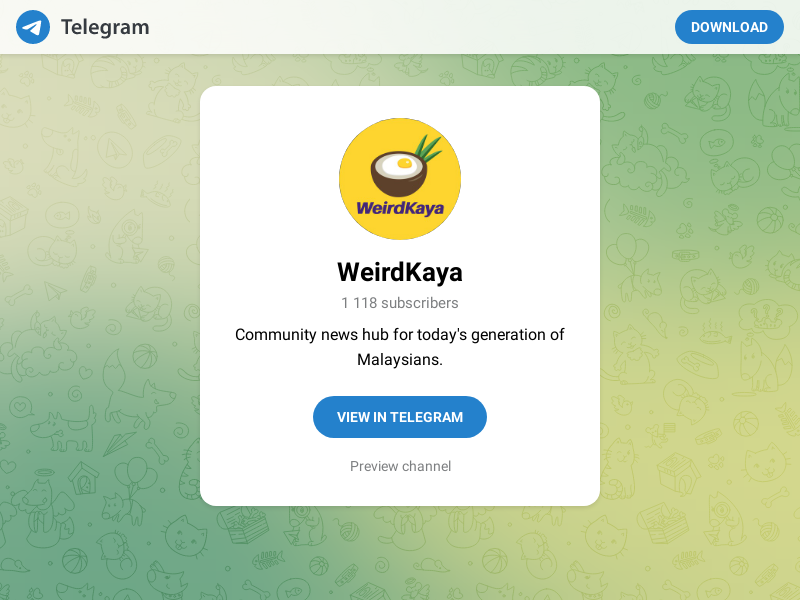 Telegram
DOWNLOAD
WeirdKaya
WeirdKaya
1 118 subscribers
Community news hub for today's generation of
Malaysians.
VIEW IN TELEGRAM
Preview channel